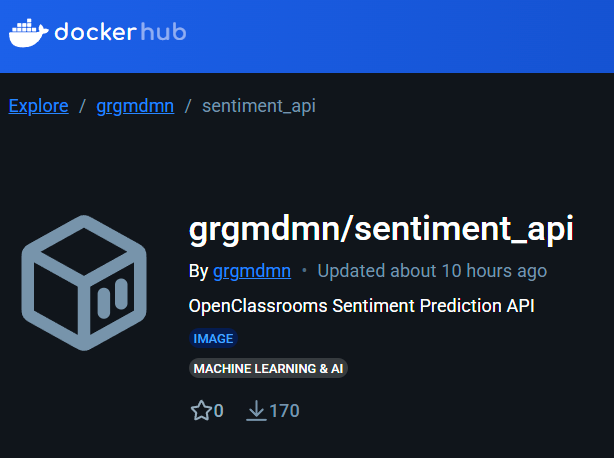 dockerhub
Explore / grgmdmn / sentiment_api
grgmdmn/sentiment_api
By grgmdmn • Updated about 10 hours ago
OpenClassrooms Sentiment Prediction API
IMAGE
MACHINE LEARNING & AI
0 170